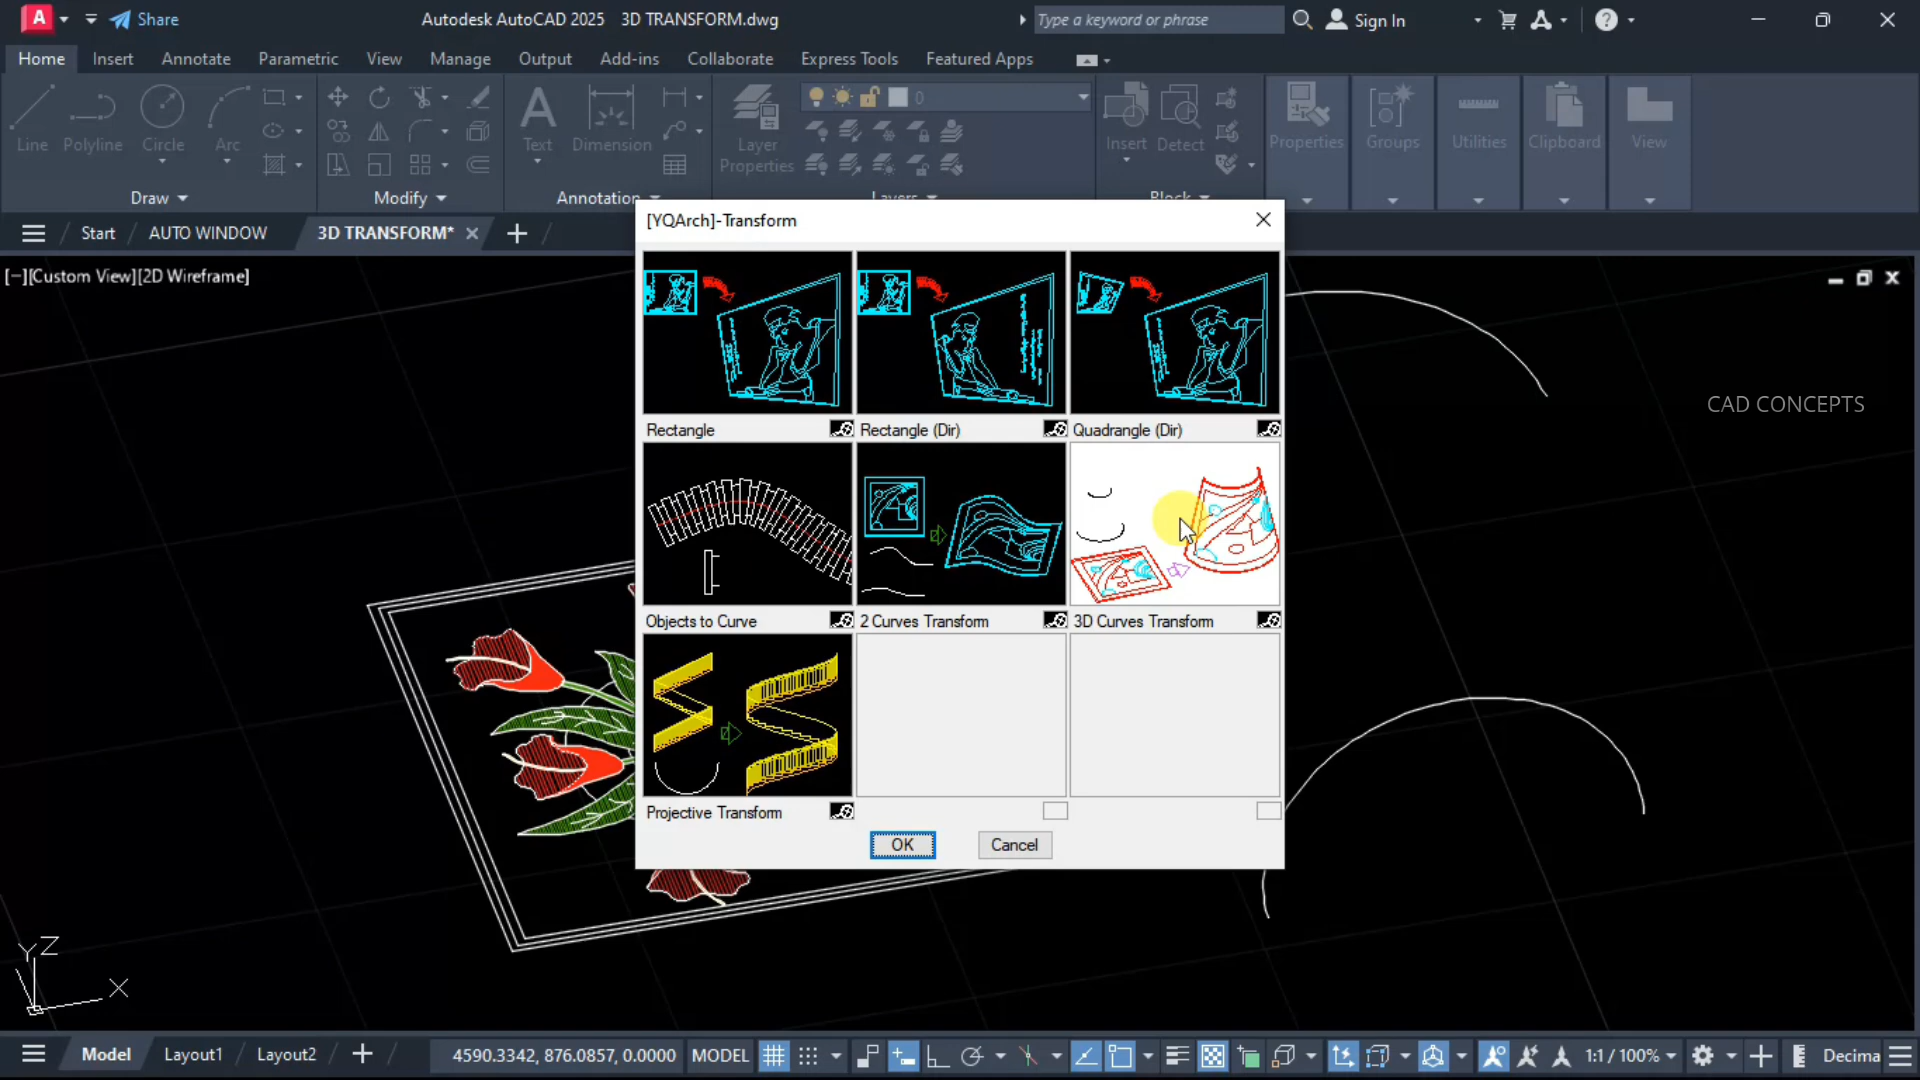 A Share Autodesk AutoCAD 2025 3D TRANSFORM.dwg Type a keyword or phrase Sign In
Home Insert Annotate Parametric View Manage Output Add-ins Collaborate Express Tools Featured Apps
0
Line Polyline Circle Arc Text Dimension Layer Properties Insert Detect Properties Groups Utilities Clipboard View
Draw Modify Annotation Layers Block
Start AUTO WINDOW 3D TRANSFORM*
[YQArch]-Transform
[−][Custom View][2D Wireframe]
CAD CONCEPTS
Rectangle Rectangle (Dir) Quadrangle (Dir)
Objects to Curve 2 Curves Transform 3D Curves Transform
Projective Transform
OK Cancel
Y Z
X
Model Layout1 Layout2 4590.3342, 876.0857, 0.0000 MODEL 1:1 / 100% Decima